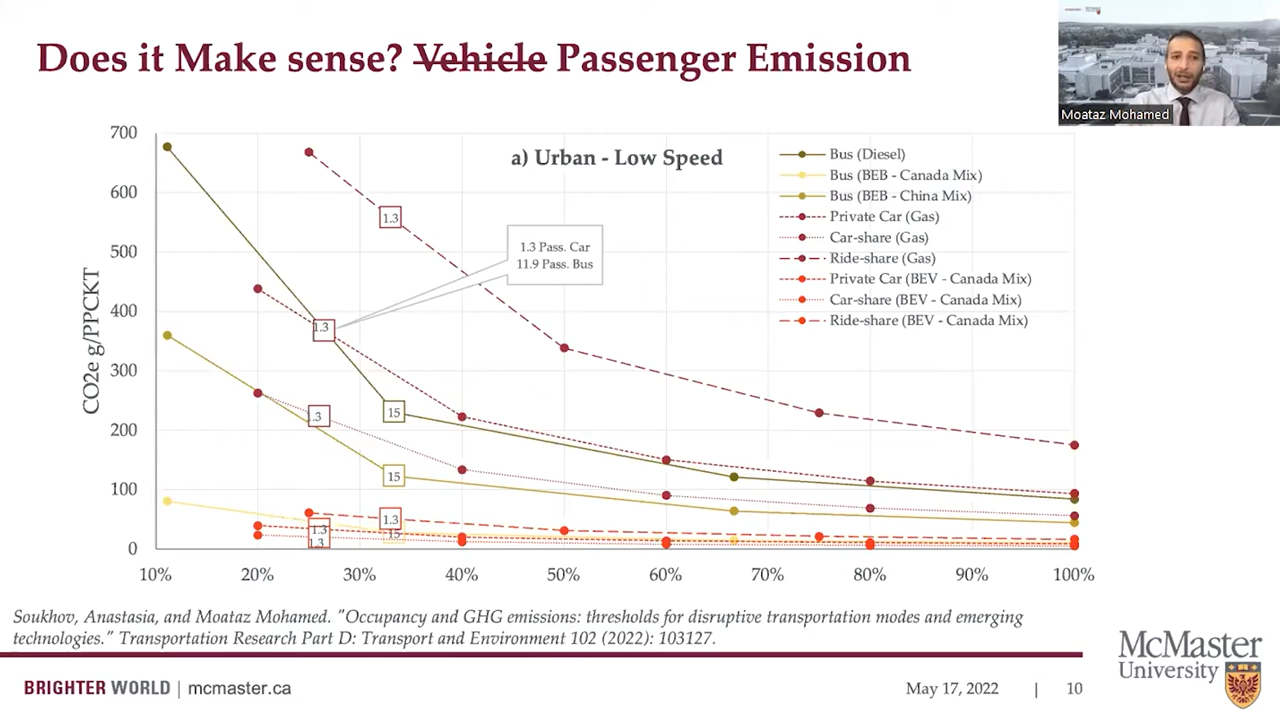 Does it Make sense? Vehicle Passenger Emission
Moataz Mohamed
a) Urban - Low Speed
CO2e g/PPCKT
700
600
500
400
300
200
100
0
10%
20%
30%
40%
50%
60%
70%
80%
90%
100%
1.3
1.3 Pass. Car
11.9 Pass. Bus
1.3
15
1.3
15
1.3
1.3
15
1.3
Bus (Diesel)
Bus (BEB - Canada Mix)
Bus (BEB - China Mix)
Private Car (Gas)
Car-share (Gas)
Ride-share (Gas)
Private Car (BEV - Canada Mix)
Car-share (BEV - Canada Mix)
Ride-share (BEV - Canada Mix)
Soukhov, Anastasia, and Moataz Mohamed. "Occupancy and GHG emissions: thresholds for disruptive transportation modes and emerging
technologies." Transportation Research Part D: Transport and Environment 102 (2022): 103127.
BRIGHTER WORLD | mcmaster.ca
May 17, 2022 | 10
McMaster
University